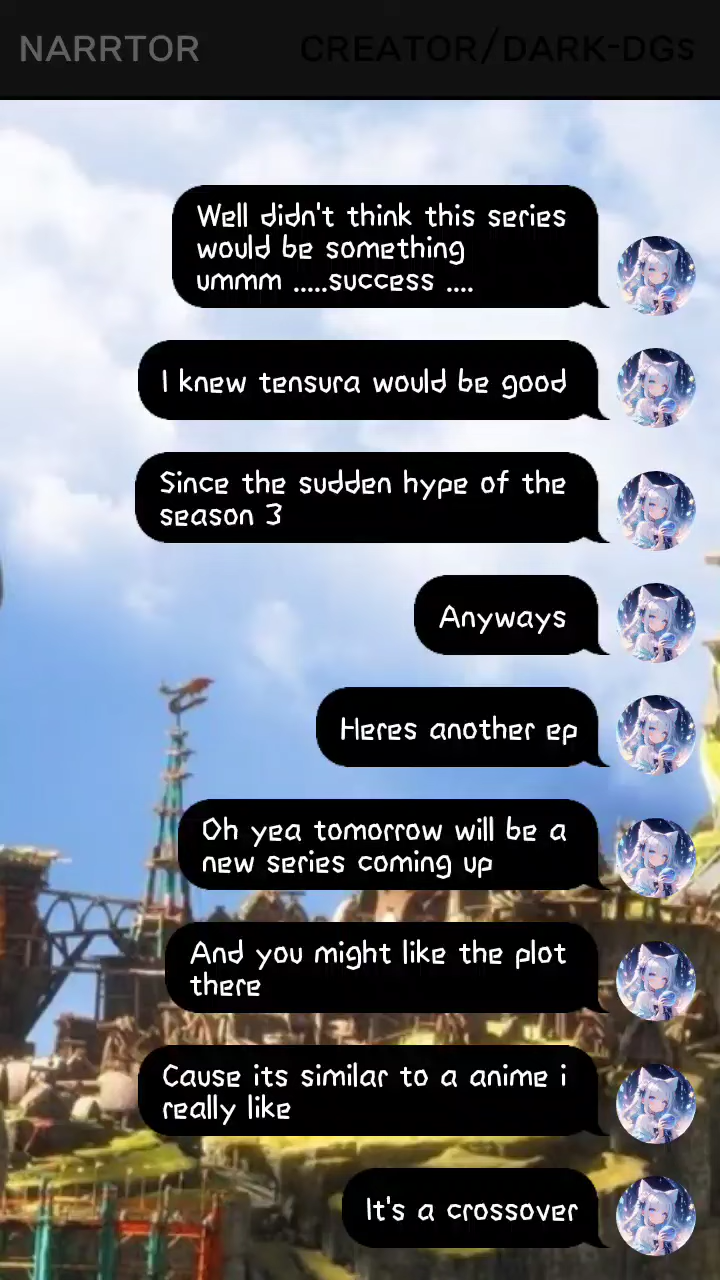 NARRTOR CREATOR/DARK-DGs
Well didn't think this series
would be something
ummm .....success ....
I knew tensura would be good
Since the sudden hype of the
season 3
Anyways
Heres another ep
Oh yea tomorrow will be a
new series coming up
And you might like the plot
there
Cause its similar to a anime i
really like
It's a crossover